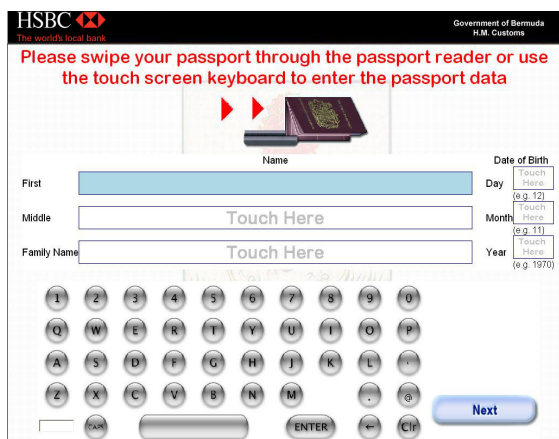 HSBC
The world's local bank
Government of Bermuda
H.M. Customs
Please swipe your passport through the passport reader or use
the touch screen keyboard to enter the passport data
Name
Date of Birth
First
Day
Touch
Here
(e.g. 12)
Middle
Touch Here
Month
Touch
Here
(e.g. 11)
Family Name
Touch Here
Year
Touch
Here
(e.g. 1970)
1 2 3 4 5 6 7 8 9 0
Q W E R T Y U I O P
A S D F G H J K L '
Z X C V B N M . @
CAPS ENTER ← Clr
Next